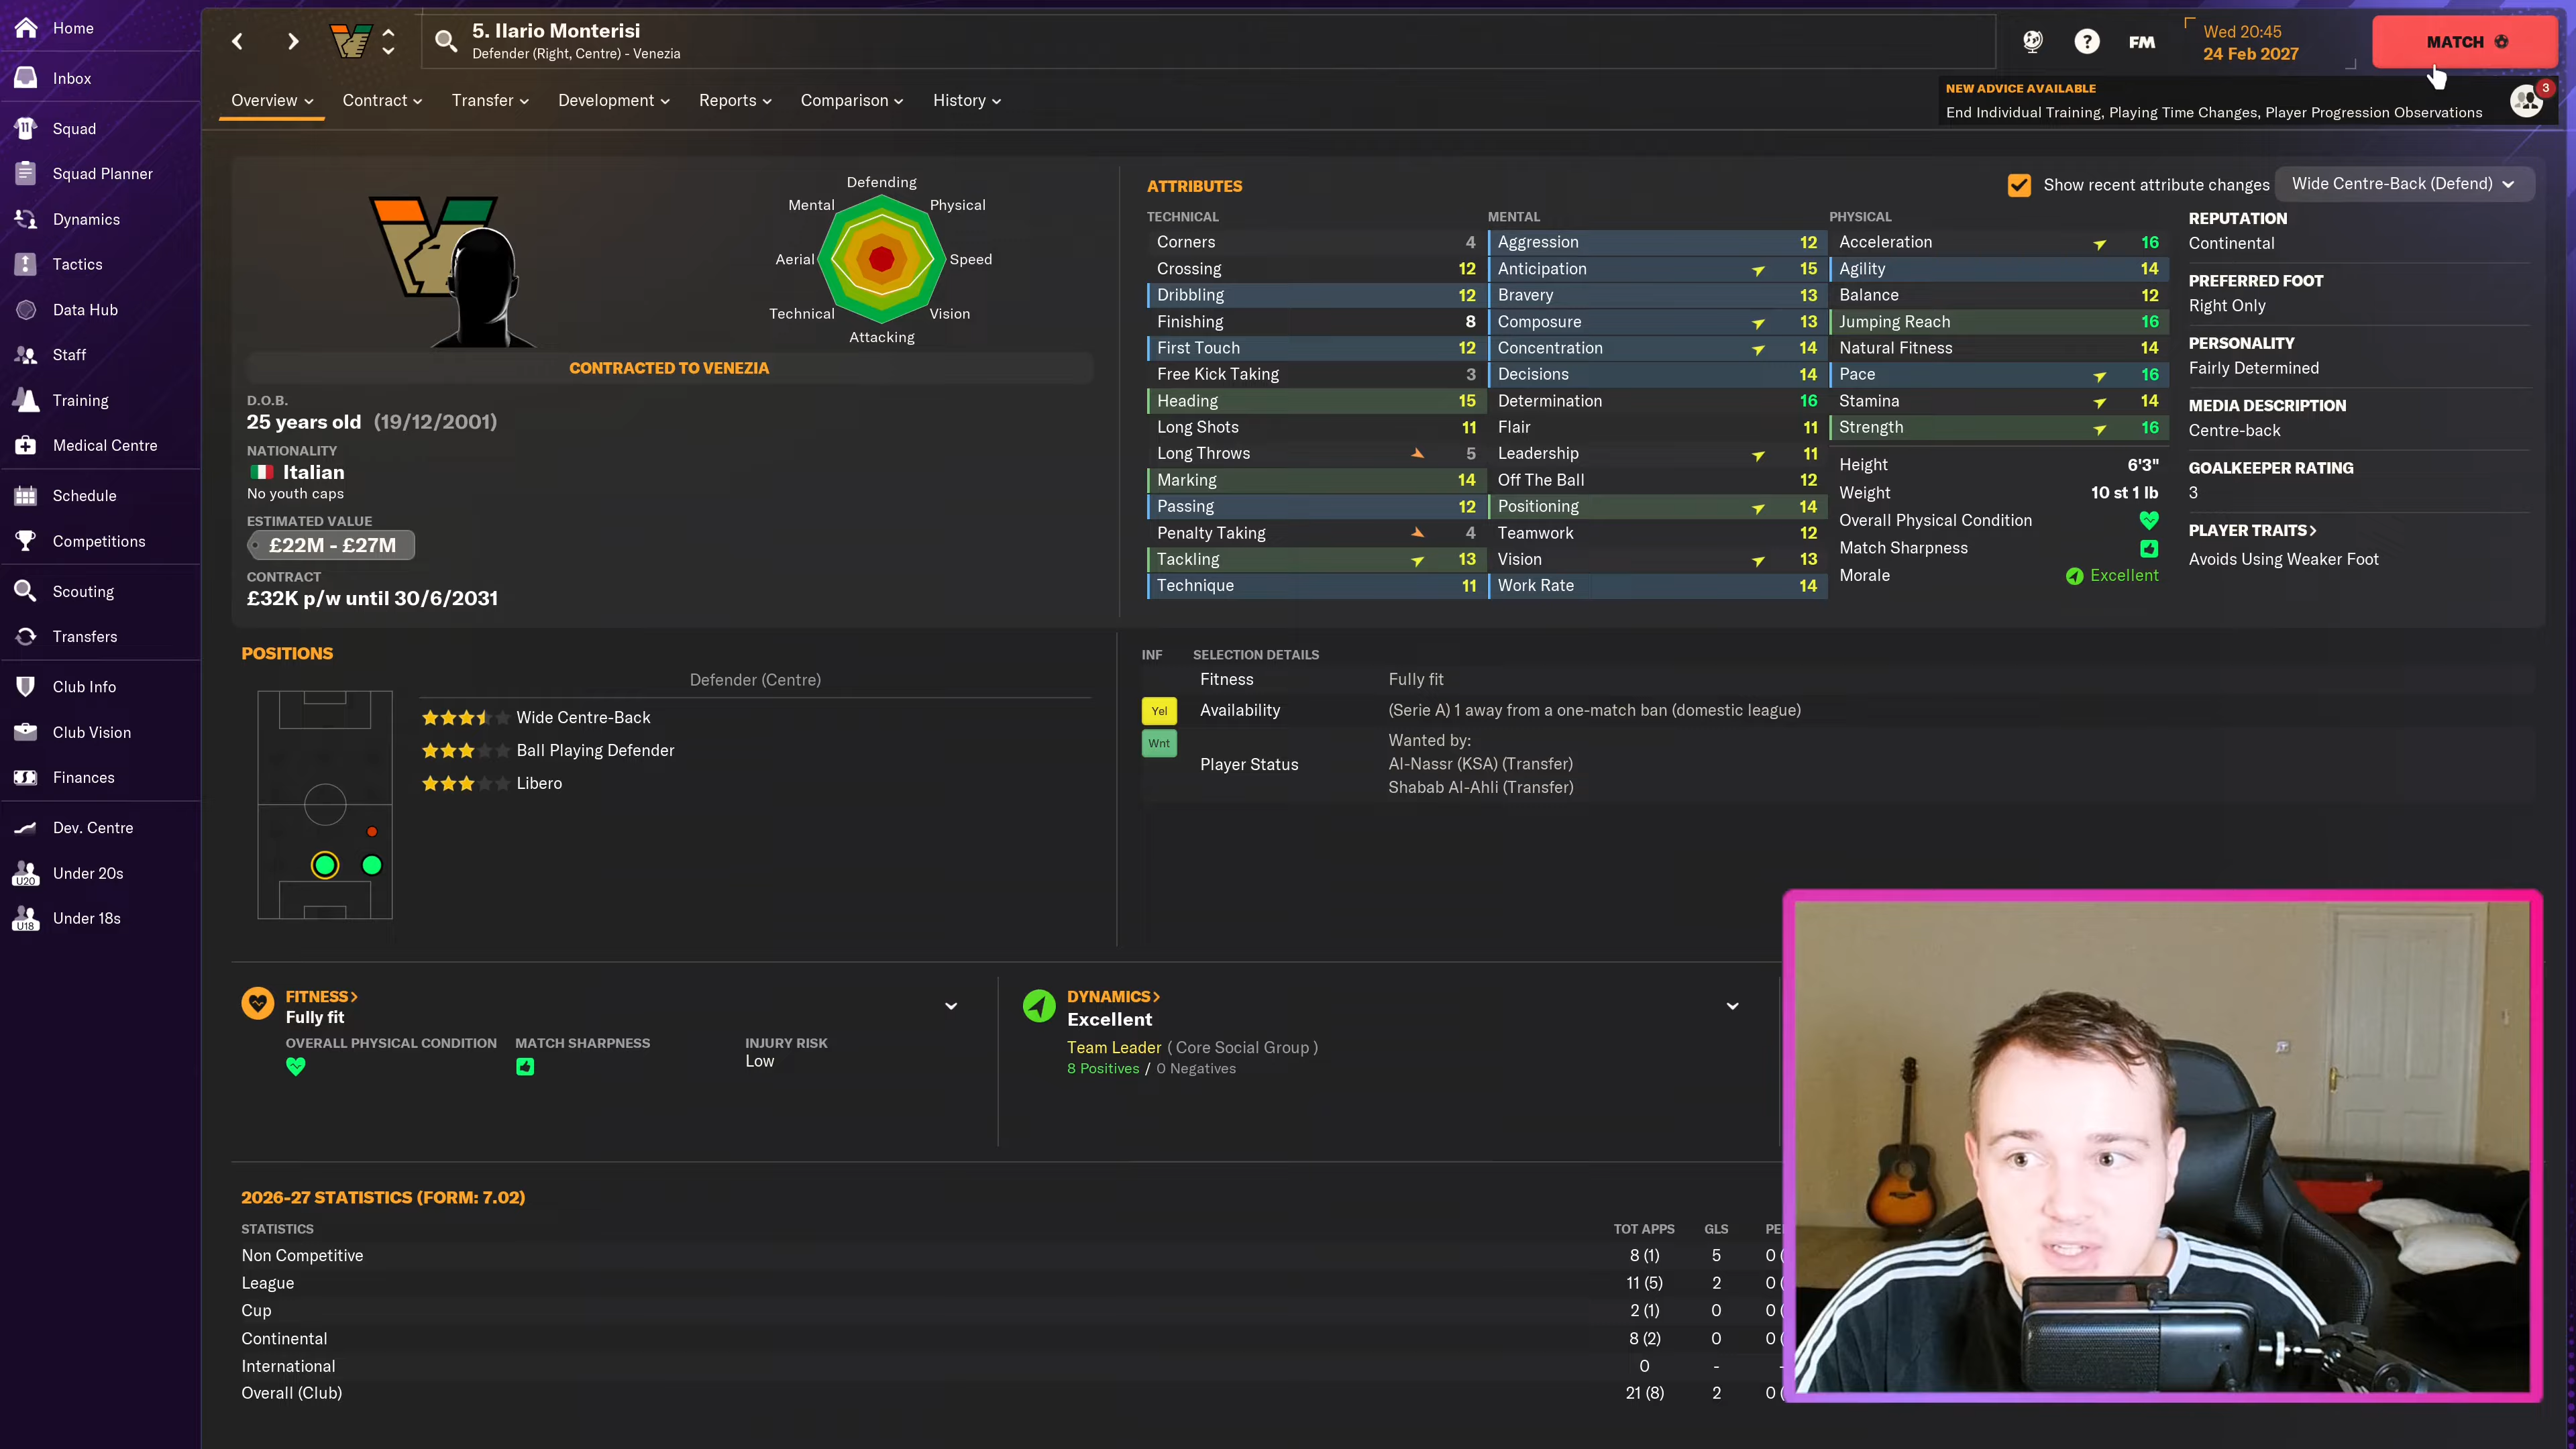 Home
Inbox
Squad
Squad Planner
Dynamics
Tactics
Data Hub
Staff
Training
Medical Centre
Schedule
Competitions
Scouting
Transfers
Club Info
Club Vision
Finances
Dev. Centre
U20 Under 20s
U18 Under 18s
5. Ilario Monterisi
Defender (Right, Centre) - Venezia
? FM
Wed 20:45
24 Feb 2027
MATCH
Overview Contract Transfer Development Reports Comparison History
NEW ADVICE AVAILABLE
End Individual Training, Playing Time Changes, Player Progression Observations
3
Defending
Mental Physical
Aerial Speed
Technical Vision
Attacking
CONTRACTED TO VENEZIA
D.O.B.
25 years old (19/12/2001)
NATIONALITY
Italian
No youth caps
ESTIMATED VALUE
£22M - £27M
CONTRACT
£32K p/w until 30/6/2031
ATTRIBUTES
Show recent attribute changes
Wide Centre-Back (Defend)
TECHNICAL
Corners 4
Crossing 12
Dribbling 12
Finishing 8
First Touch 12
Free Kick Taking 3
Heading 15
Long Shots 11
Long Throws 5
Marking 14
Passing 12
Penalty Taking 4
Tackling 13
Technique 11
MENTAL
Aggression 12
Anticipation 15
Bravery 13
Composure 13
Concentration 14
Decisions 14
Determination 16
Flair 11
Leadership 11
Off The Ball 12
Positioning 14
Teamwork 12
Vision 13
Work Rate 14
PHYSICAL
Acceleration 16
Agility 14
Balance 12
Jumping Reach 16
Natural Fitness 14
Pace 16
Stamina 14
Strength 16
Height 6'3"
Weight 10 st 1 lb
Overall Physical Condition
Match Sharpness
Morale Excellent
REPUTATION
Continental
PREFERRED FOOT
Right Only
PERSONALITY
Fairly Determined
MEDIA DESCRIPTION
Centre-back
GOALKEEPER RATING
3
PLAYER TRAITS>
Avoids Using Weaker Foot
POSITIONS
Defender (Centre)
Wide Centre-Back
Ball Playing Defender
Libero
INF SELECTION DETAILS
Fitness Fully fit
Yel Availability (Serie A) 1 away from a one-match ban (domestic league)
Wnt Player Status
Wanted by:
Al-Nassr (KSA) (Transfer)
Shabab Al-Ahli (Transfer)
FITNESS>
Fully fit
OVERALL PHYSICAL CONDITION MATCH SHARPNESS INJURY RISK
Low
DYNAMICS>
Excellent
Team Leader ( Core Social Group )
8 Positives / 0 Negatives
2026-27 STATISTICS (FORM: 7.02)
STATISTICS TOT APPS GLS PE
Non Competitive 8 (1) 5 0 (
League 11 (5) 2 0 (
Cup 2 (1) 0 0 (
Continental 8 (2) 0 0 (
International 0 - -
Overall (Club) 21 (8) 2 0 (